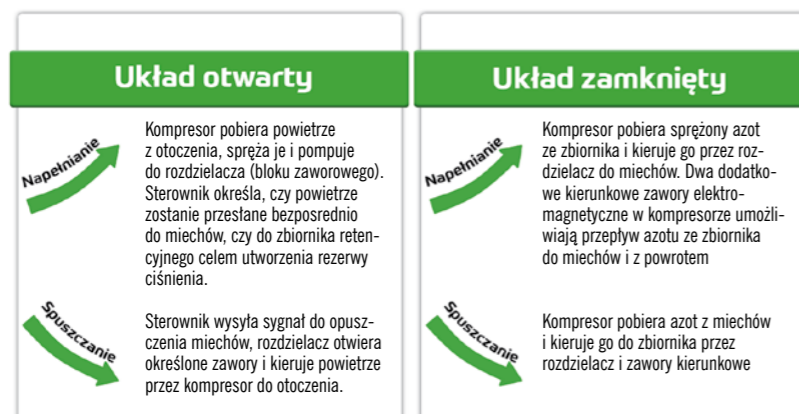 Układ otwarty
Napełnianie
Kompresor pobiera powietrze
z otoczenia, spręża je i pompuje
do rozdzielacza (bloku zaworowego).
Sterownik określa, czy powietrze
zostanie przesłane bezposrednio
do miechów, czy do zbiornika reten-
cyjnego celem utworzenia rezerwy
ciśnienia.
Spuszczanie
Sterownik wysyła sygnał do opusz-
czenia miechów, rozdzielacz otwiera
określone zawory i kieruje powietrze
przez kompresor do otoczenia.
Układ zamknięty
Napełnianie
Kompresor pobiera sprężony azot
ze zbiornika i kieruje go przez roz-
dzielacz do miechów. Dwa dodatko-
we kierunkowe zawory elektro-
magnetyczne w kompresorze umożli-
wiają przepływ azotu ze zbiornika
do miechów i z powrotem
Spuszczanie
Kompresor pobiera azot z miechów
i kieruje go do zbiornika przez
rozdzielacz i zawory kierunkowe